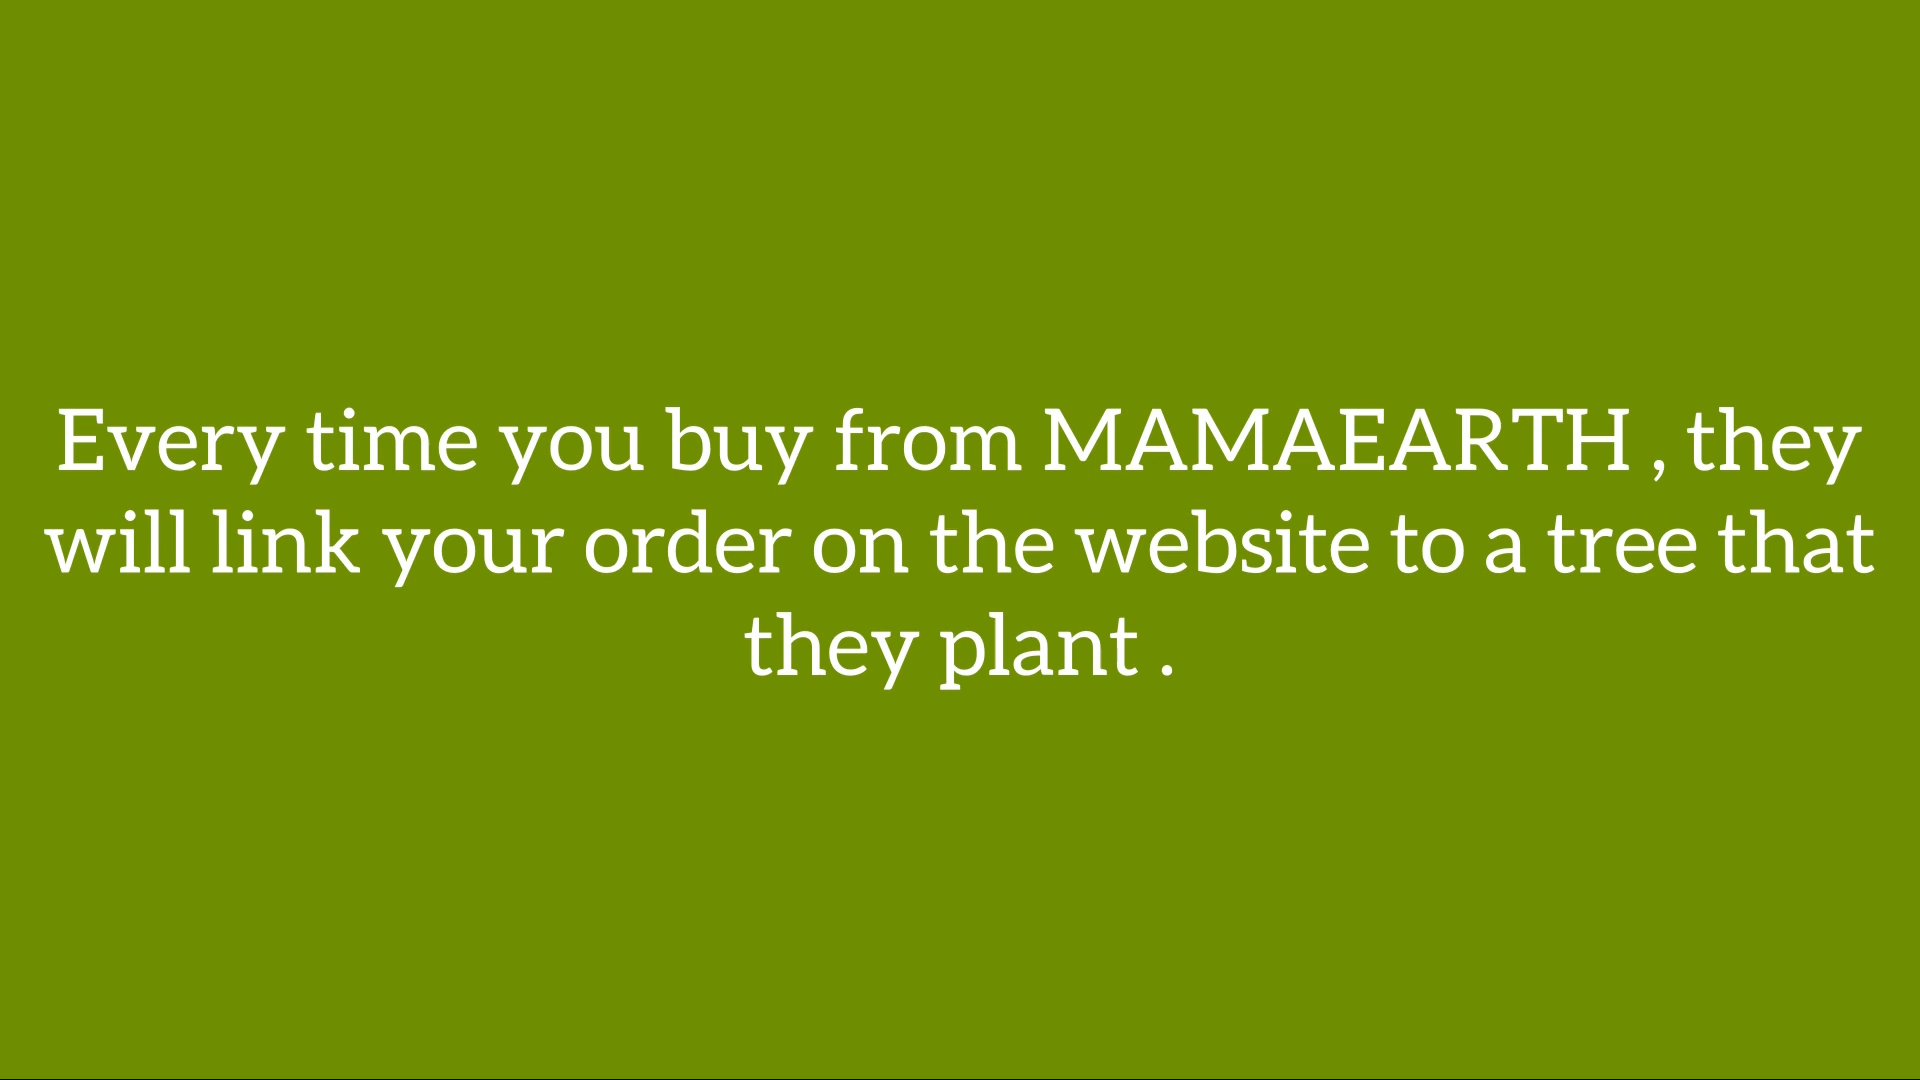 Every time you buy from MAMAEARTH , they
will link your order on the website to a tree that
they plant .